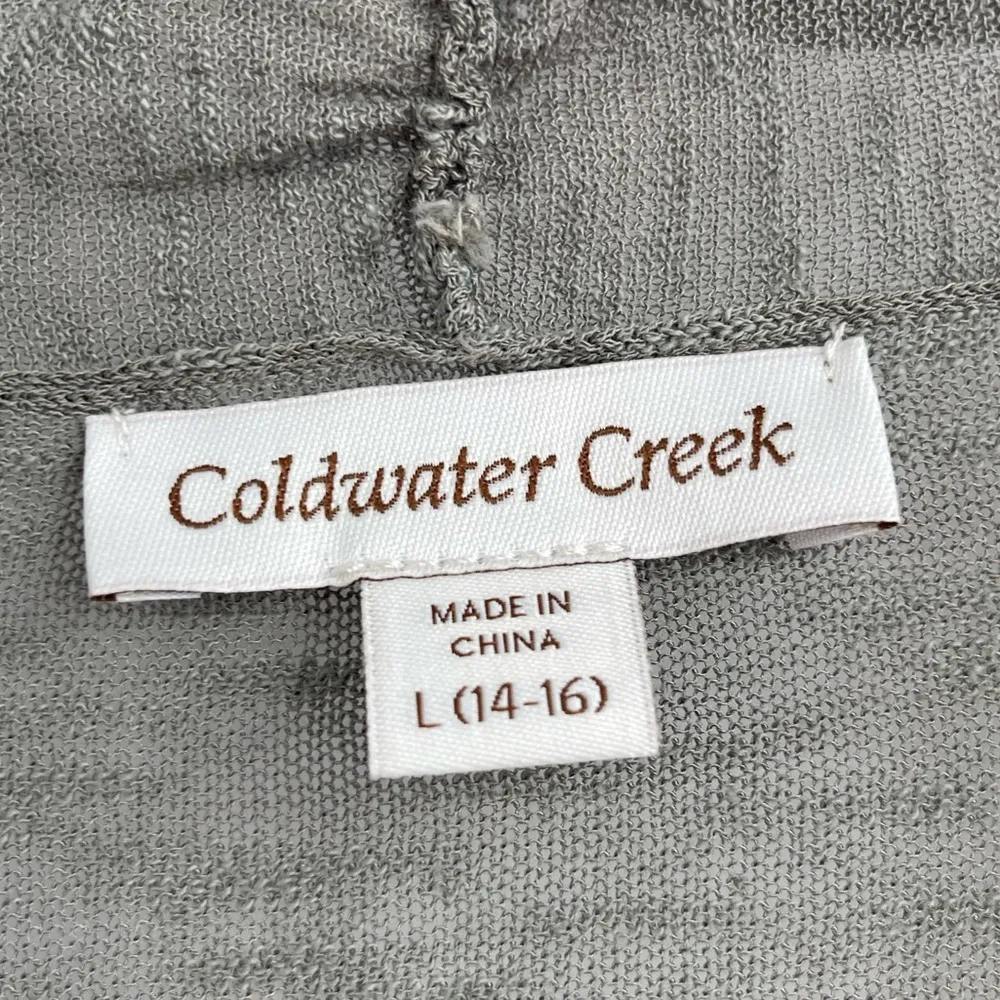 Coldwater Creek
MADE IN
CHINA
L (14-16)